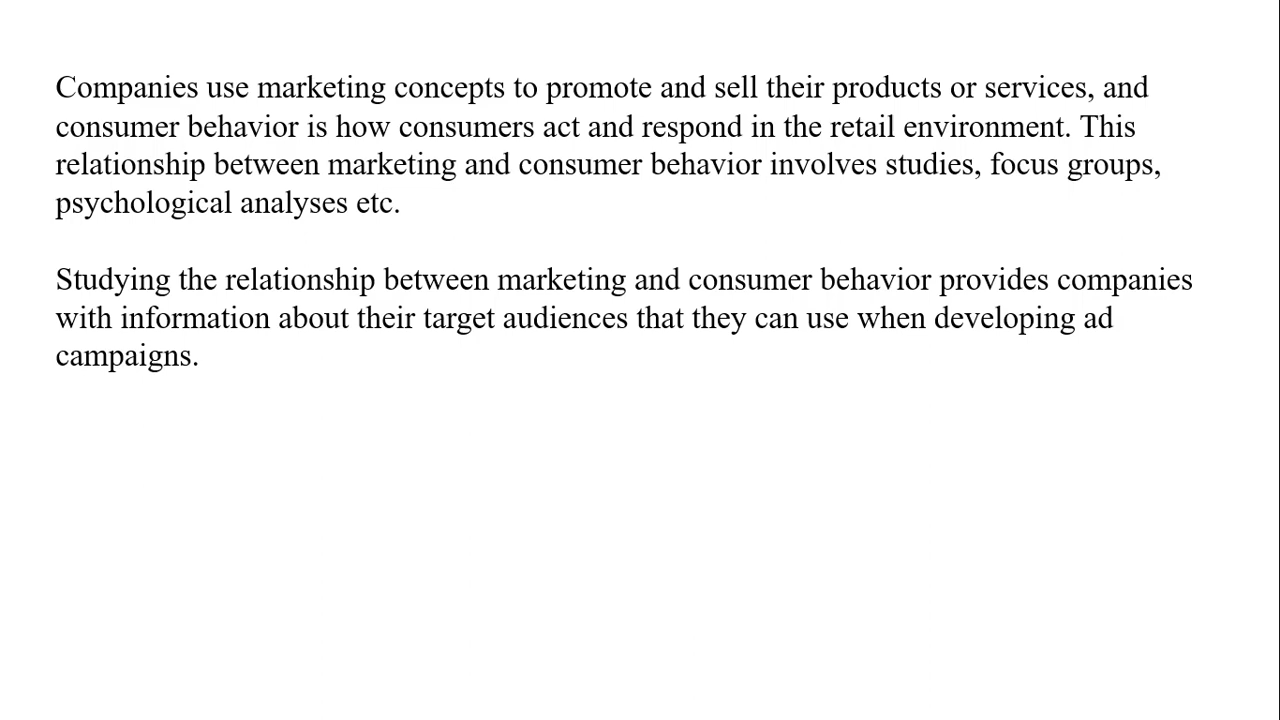 Companies use marketing concepts to promote and sell their products or services, and
consumer behavior is how consumers act and respond in the retail environment. This
relationship between marketing and consumer behavior involves studies, focus groups,
psychological analyses etc.
Studying the relationship between marketing and consumer behavior provides companies
with information about their target audiences that they can use when developing ad
campaigns.